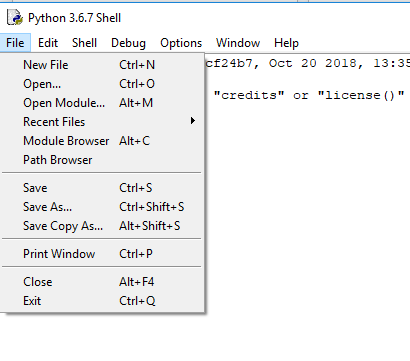 Python 3.6.7 Shell
File Edit Shell Debug Options Window Help
cf24b7, Oct 20 2018, 13:35
New File Ctrl+N
Open... Ctrl+O
"credits" or "license()"
Open Module... Alt+M
Recent Files
Module Browser Alt+C
Path Browser
Save Ctrl+S
Save As... Ctrl+Shift+S
Save Copy As... Alt+Shift+S
Print Window Ctrl+P
Close Alt+F4
Exit Ctrl+Q